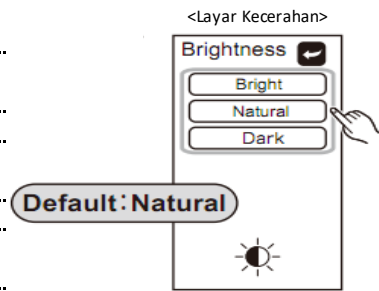 <Layar Kecerahan>
Brightness
Bright
Natural
Dark
Default:Natural